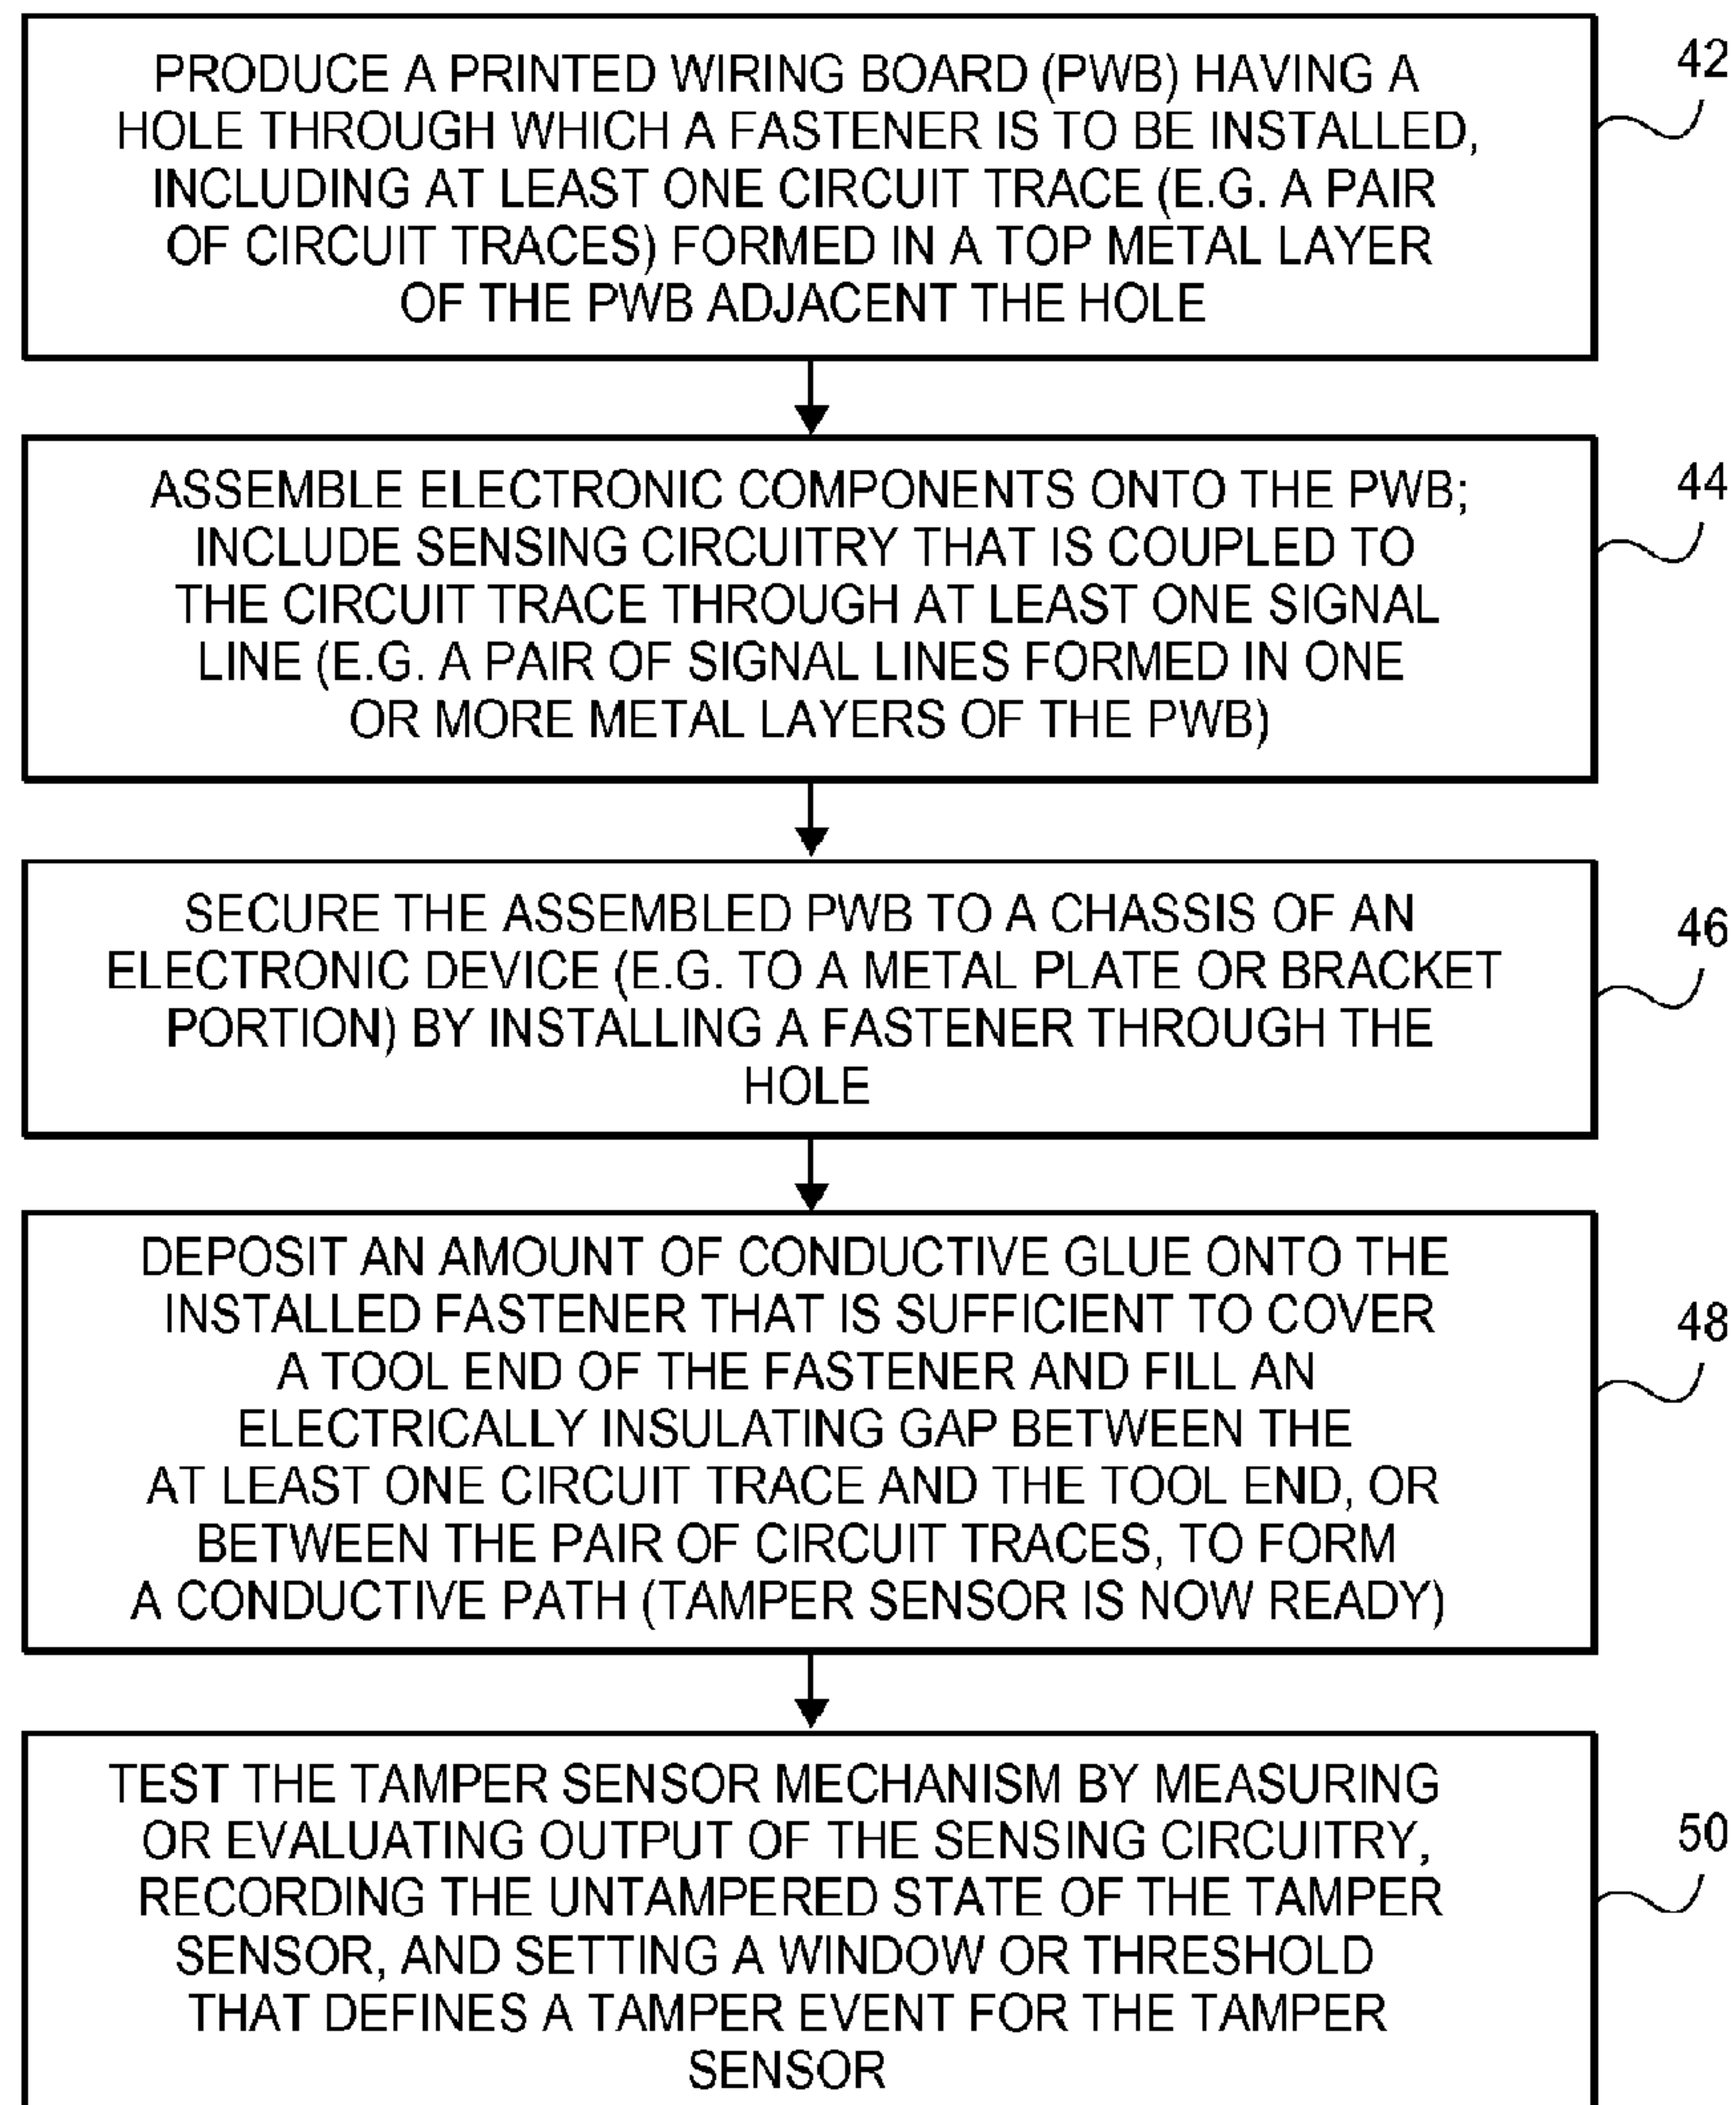 PRODUCE A PRINTED WIRING BOARD (PWB) HAVING A
HOLE THROUGH WHICH A FASTENER IS TO BE INSTALLED,
INCLUDING AT LEAST ONE CIRCUIT TRACE (E.G. A PAIR
OF CIRCUIT TRACES) FORMED IN A TOP METAL LAYER
OF THE PWB ADJACENT THE HOLE
42
ASSEMBLE ELECTRONIC COMPONENTS ONTO THE PWB;
INCLUDE SENSING CIRCUITRY THAT IS COUPLED TO
THE CIRCUIT TRACE THROUGH AT LEAST ONE SIGNAL
LINE (E.G. A PAIR OF SIGNAL LINES FORMED IN ONE
OR MORE METAL LAYERS OF THE PWB)
44
SECURE THE ASSEMBLED PWB TO A CHASSIS OF AN
ELECTRONIC DEVICE (E.G. TO A METAL PLATE OR BRACKET
PORTION) BY INSTALLING A FASTENER THROUGH THE
HOLE
46
DEPOSIT AN AMOUNT OF CONDUCTIVE GLUE ONTO THE
INSTALLED FASTENER THAT IS SUFFICIENT TO COVER
A TOOL END OF THE FASTENER AND FILL AN
ELECTRICALLY INSULATING GAP BETWEEN THE
AT LEAST ONE CIRCUIT TRACE AND THE TOOL END, OR
BETWEEN THE PAIR OF CIRCUIT TRACES, TO FORM
A CONDUCTIVE PATH (TAMPER SENSOR IS NOW READY)
48
TEST THE TAMPER SENSOR MECHANISM BY MEASURING
OR EVALUATING OUTPUT OF THE SENSING CIRCUITRY,
RECORDING THE UNTAMPERED STATE OF THE TAMPER
SENSOR, AND SETTING A WINDOW OR THRESHOLD
THAT DEFINES A TAMPER EVENT FOR THE TAMPER
SENSOR
50